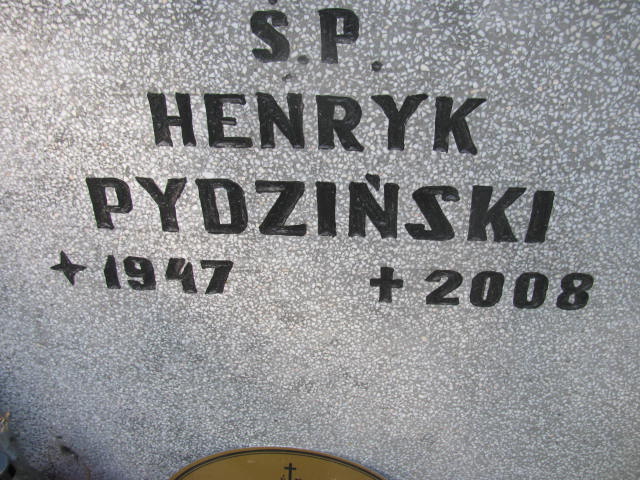 Ś.P.
HENRYK
PYDZIŃSKI
1947 2008